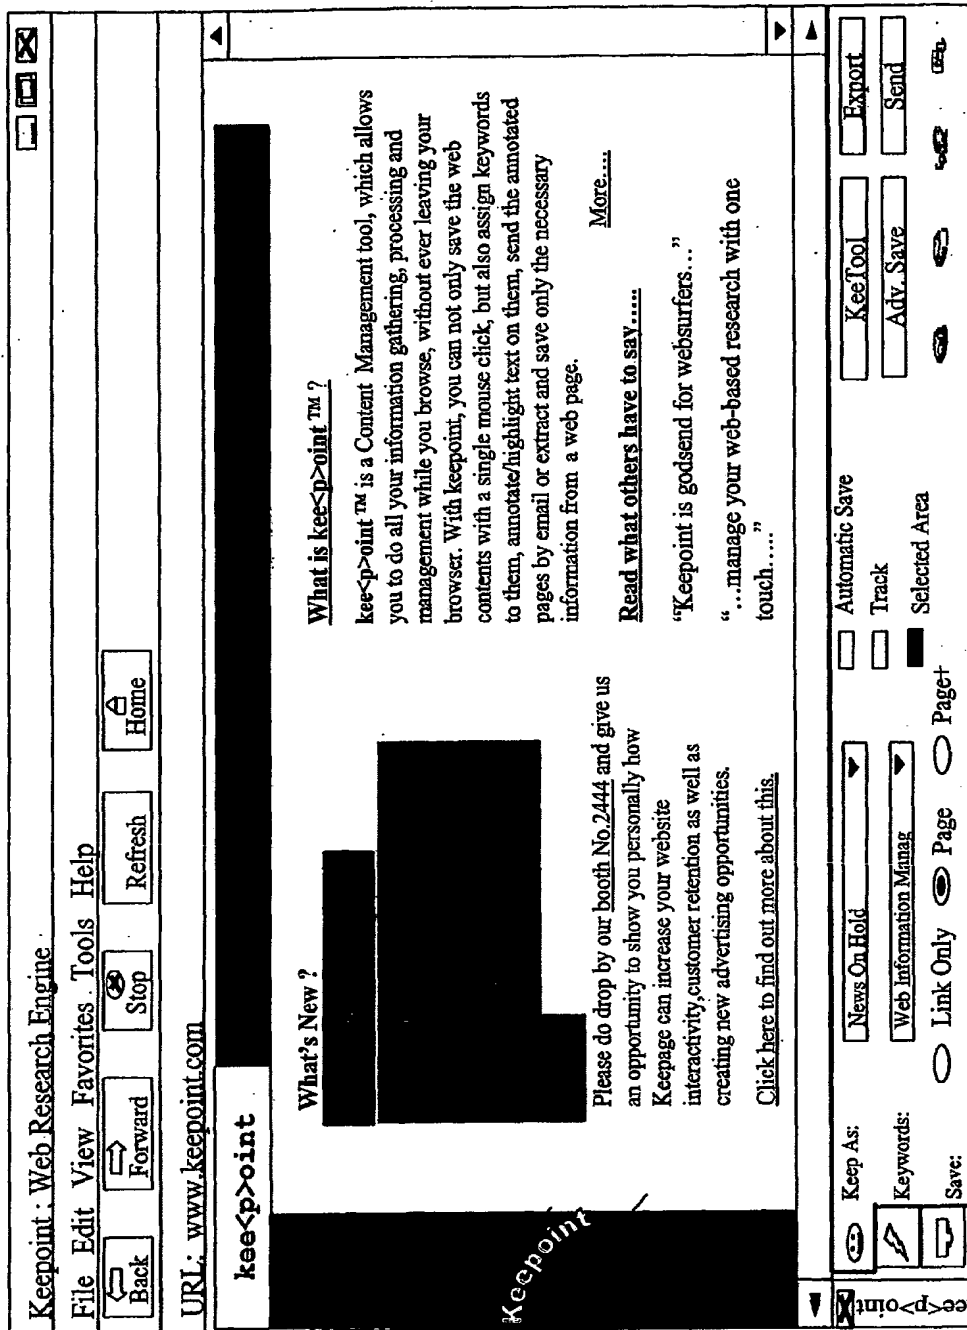 Keepoint : Web Research Engine
File Edit View Favorites Tools Help
Back Forward Stop Refresh Home
URL: www.keepoint.com
kee<p>oint
Keepoint
What's New ?
Please do drop by our booth No.2444 and give us
an opportunity to show you personally how
Keepage can increase your website
interactivity,customer retention as well as
creating new advertising opportunities.
Click here to find out more about this.
What is kee<p>oint ™ ?
kee<p>oint ™ is a Content Management tool, which allows
you to do all your information gathering, processing and
management while you browse, without ever leaving your
browser. With keepoint, you can not only save the web
contents with a single mouse click, but also assign keywords
to them, annotate/highlight text on them, send the annotated
pages by email or extract and save only the necessary
information from a web page.
More....
Read what others have to say.....
“Keepoint is godsend for websurfers…”
“ …manage your web-based research with one
touch.....”
ee<p>oint
Keep As: News On Hold Automatic Save KeeTool Export
Keywords: Web Information Manag Track Adv. Save Send
Save: Link Only Page Page+ Selected Area